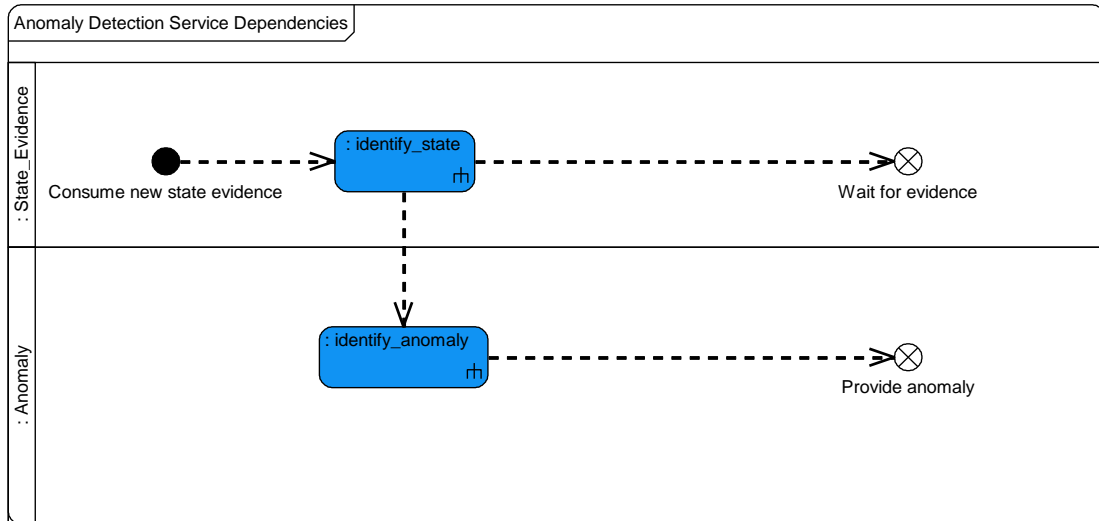 Anomaly Detection Service Dependencies
: State_Evidence
: identify_state
Consume new state evidence
Wait for evidence
: Anomaly
: identify_anomaly
Provide anomaly